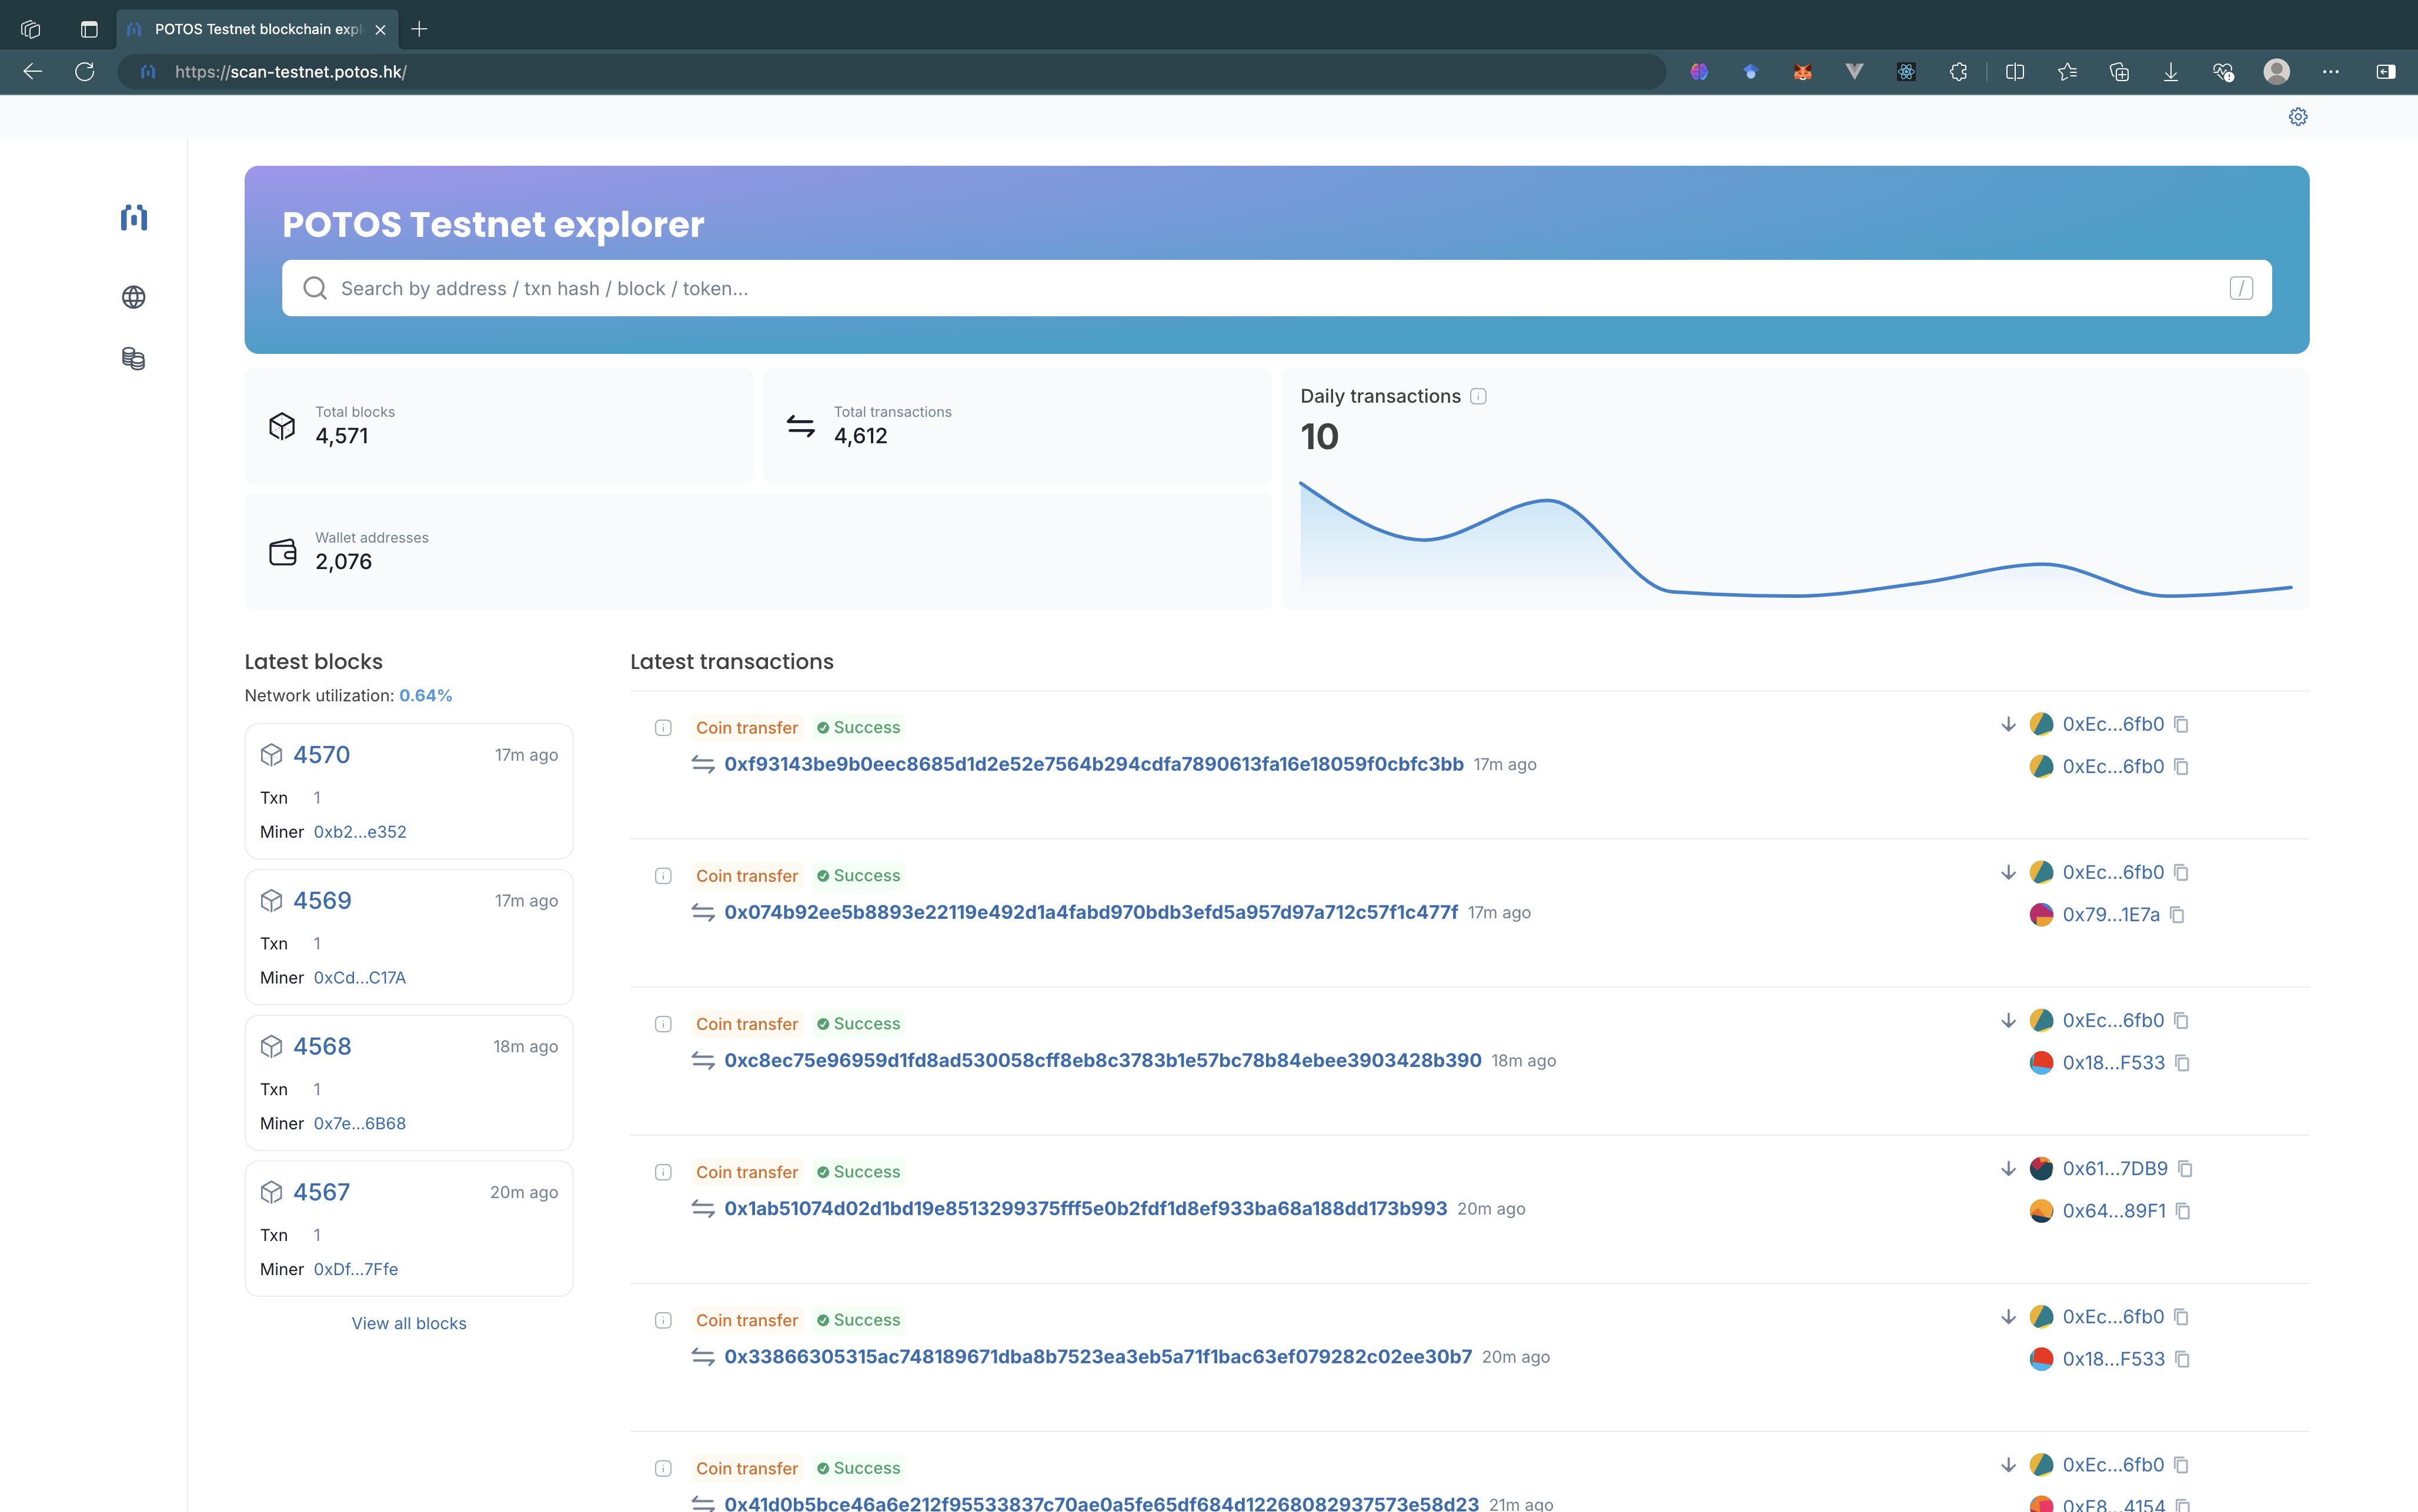 POTOS Testnet blockchain expl
https://scan-testnet.potos.hk/
POTOS Testnet explorer
Search by address / txn hash / block / token...
/
Total blocks
4,571
Total transactions
4,612
Wallet addresses
2,076
Daily transactions
10
Latest blocks
Network utilization: 0.64%
4570 17m ago
Txn 1
Miner 0xb2...e352
4569 17m ago
Txn 1
Miner 0xCd...C17A
4568 18m ago
Txn 1
Miner 0x7e...6B68
4567 20m ago
Txn 1
Miner 0xDf...7Ffe
View all blocks
Latest transactions
Coin transfer Success
0xf93143be9b0eec8685d1d2e52e7564b294cdfa7890613fa16e18059f0cbfc3bb 17m ago
0xEc...6fb0
0xEc...6fb0
Coin transfer Success
0x074b92ee5b8893e22119e492d1a4fabd970bdb3efd5a957d97a712c57f1c477f 17m ago
0xEc...6fb0
0x79...1E7a
Coin transfer Success
0xc8ec75e96959d1fd8ad530058cff8eb8c3783b1e57bc78b84ebee3903428b390 18m ago
0xEc...6fb0
0x18...F533
Coin transfer Success
0x1ab51074d02d1bd19e8513299375fff5e0b2fdf1d8ef933ba68a188dd173b993 20m ago
0x61...7DB9
0x64...89F1
Coin transfer Success
0x33866305315ac748189671dba8b7523ea3eb5a71f1bac63ef079282c02ee30b7 20m ago
0xEc...6fb0
0x18...F533
Coin transfer Success
0x41d0b5bce46a6e212f95533837c70ae0a5fe65df684d12268082937573e58d23 21m ago
0xEc...6fb0
0xF8...4154